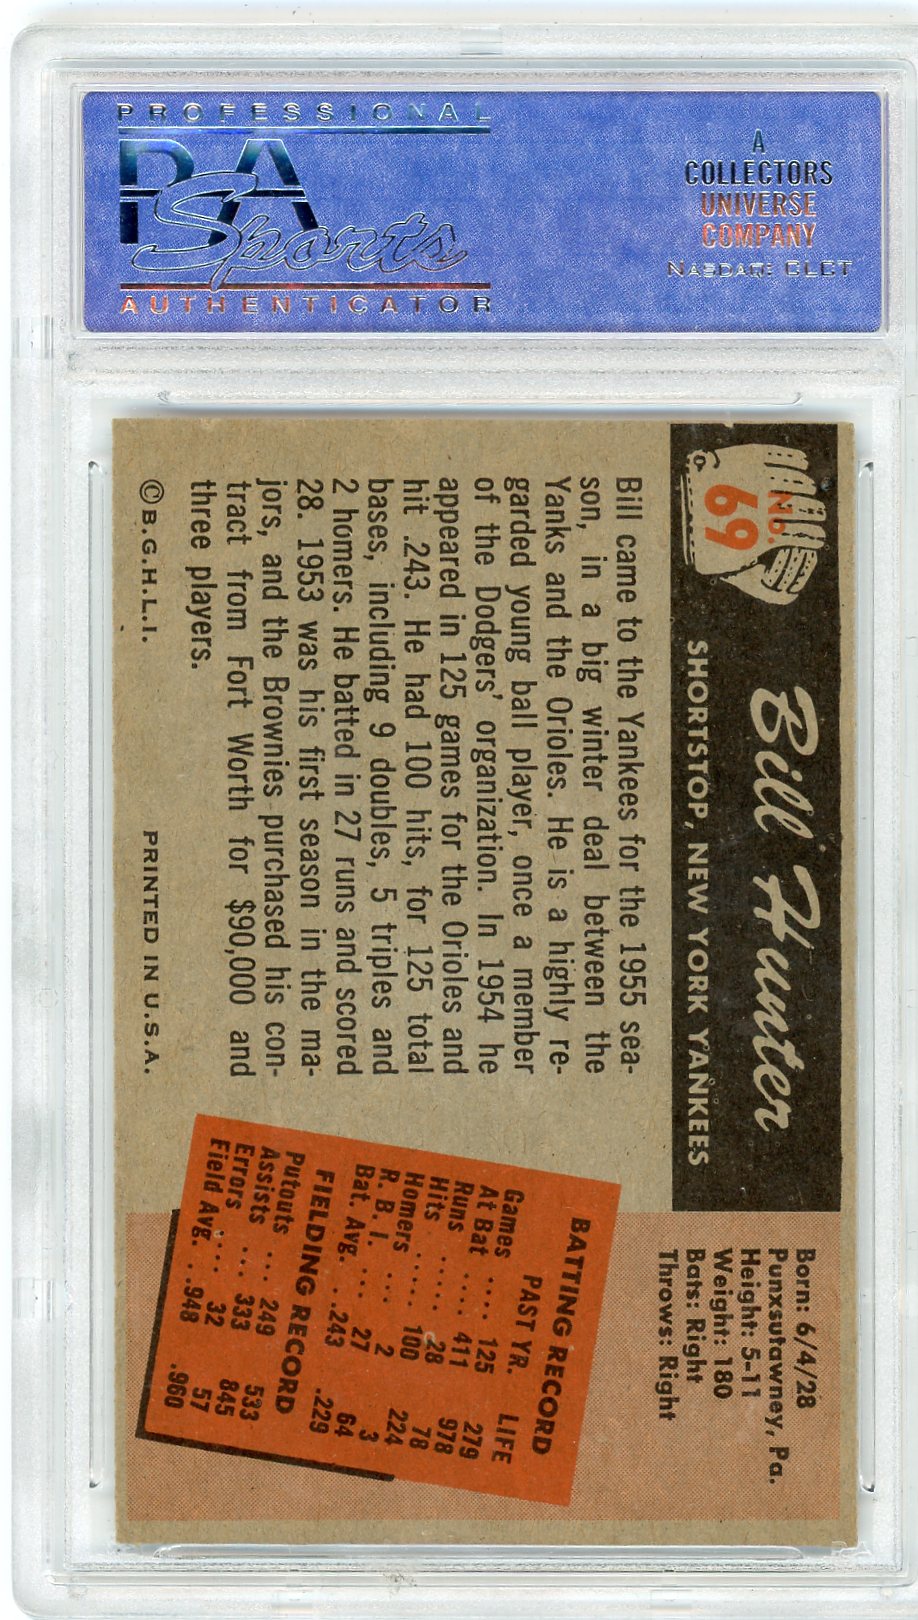 PROFESSIONAL
PSA
Sports
AUTHENTICATOR
A
COLLECTORS
UNIVERSE
COMPANY
NASDAQ: CLCT
No.
69
Bill Hunter
SHORTSTOP, NEW YORK YANKEES
Born: 6/4/28
Punxsutawney, Pa.
Height: 5-11
Weight: 180
Bats: Right
Throws: Right
Bill came to the Yankees for the 1955 sea-
son, in a big winter deal between the
Yanks and the Orioles. He is a highly re-
garded young ball player, once a member
of the Dodgers' organization. In 1954 he
appeared in 125 games for the Orioles and
hit .243. He had 100 hits, for 125 total
bases, including 9 doubles, 5 triples and
2 homers. He batted in 27 runs and scored
28. 1953 was his first season in the ma-
jors, and the Brownies purchased his con-
tract from Fort Worth for $90,000 and
three players.
BATTING RECORD
PAST YR. LIFE
Games .... 125 279
At Bat .... 411 978
Runs ..... 28 78
Hits ..... 100 224
Homers ... 2 3
R. B. I. ... 27 64
Bat. Avg. ... .243 .229
FIELDING RECORD
Putouts ... 249 533
Assists ... 333 845
Errors .... 32 57
Field Avg. .. .948 .960
©B.G.H.L.I.
PRINTED IN U.S.A.
PSA